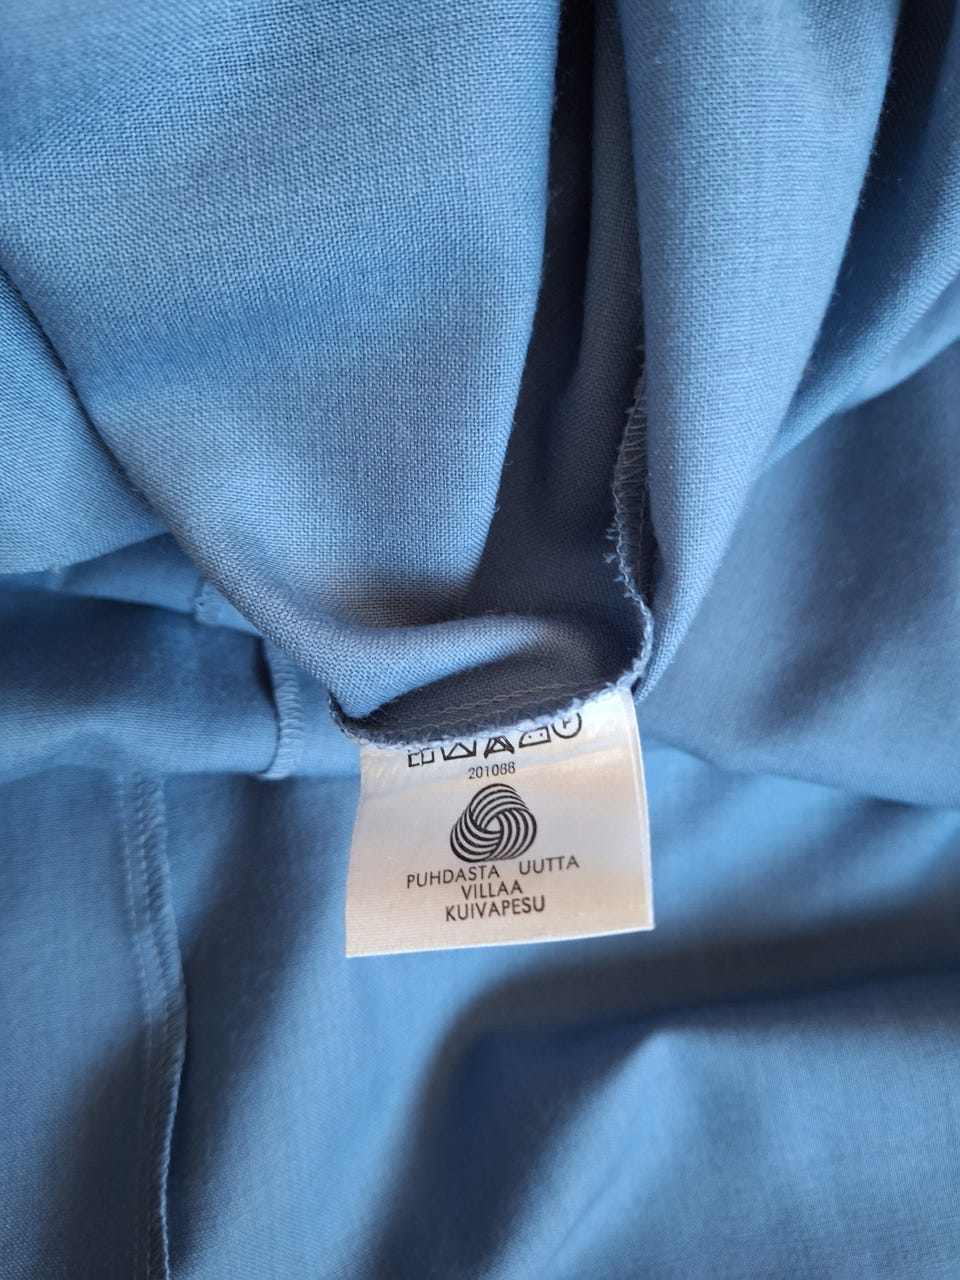 P
201088
PUHDASTA UUTTA
VILLAA
KUIVAPESU